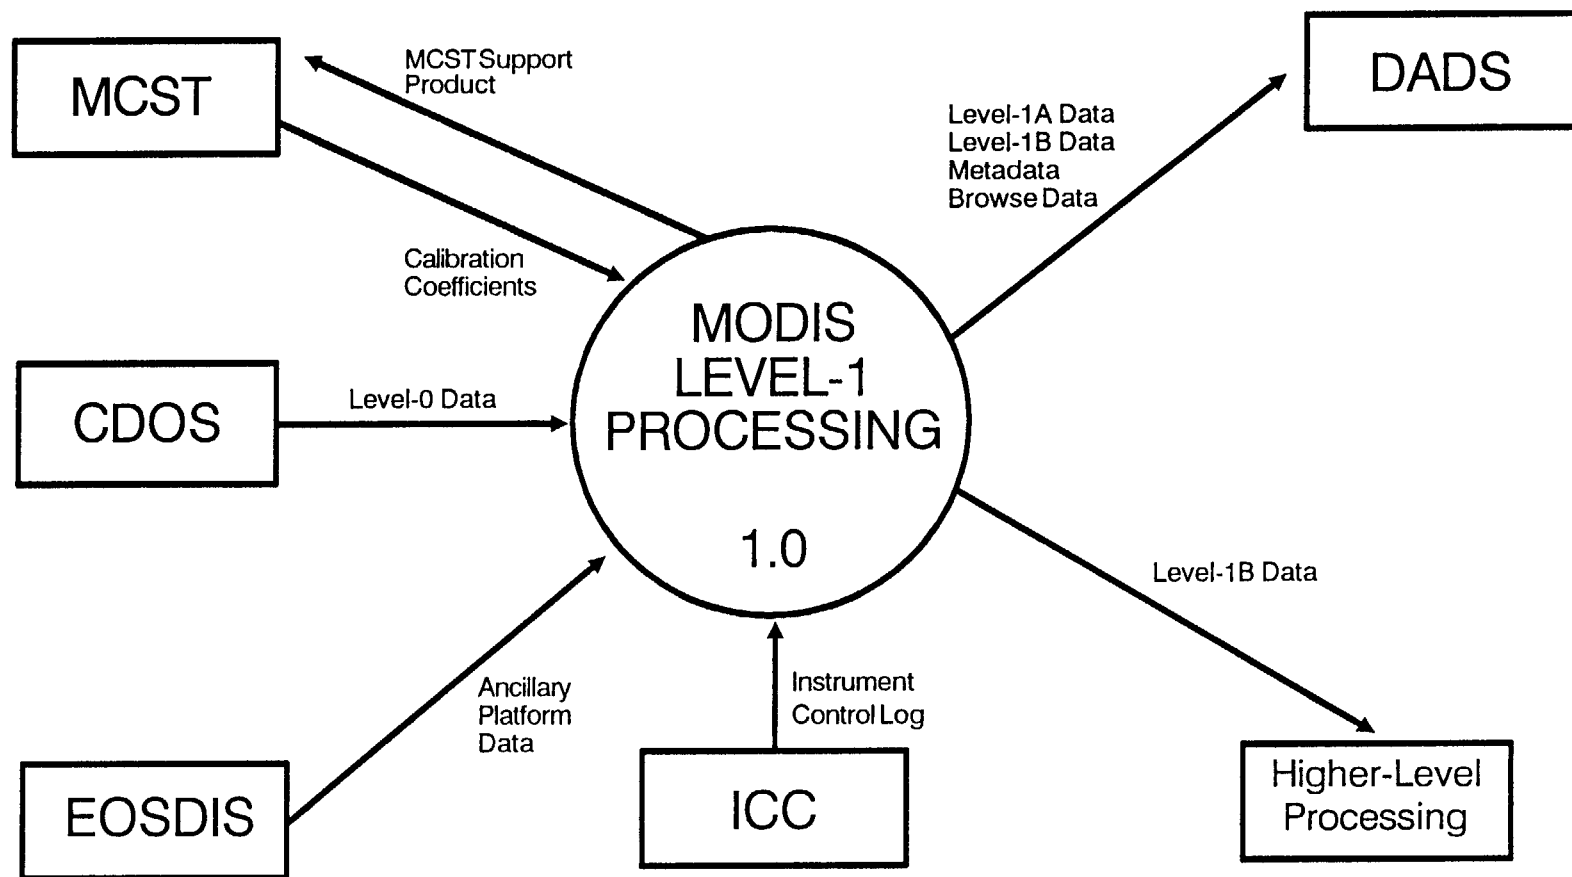 MCST
MCST Support
Product
DADS
Level-1A Data
Level-1B Data
Metadata
Browse Data
Calibration
Coefficients
MODIS
LEVEL-1
PROCESSING
1.0
CDOS
Level-0 Data
Level-1B Data
Ancillary
Platform
Data
Instrument
Control Log
EOSDIS
ICC
Higher-Level
Processing